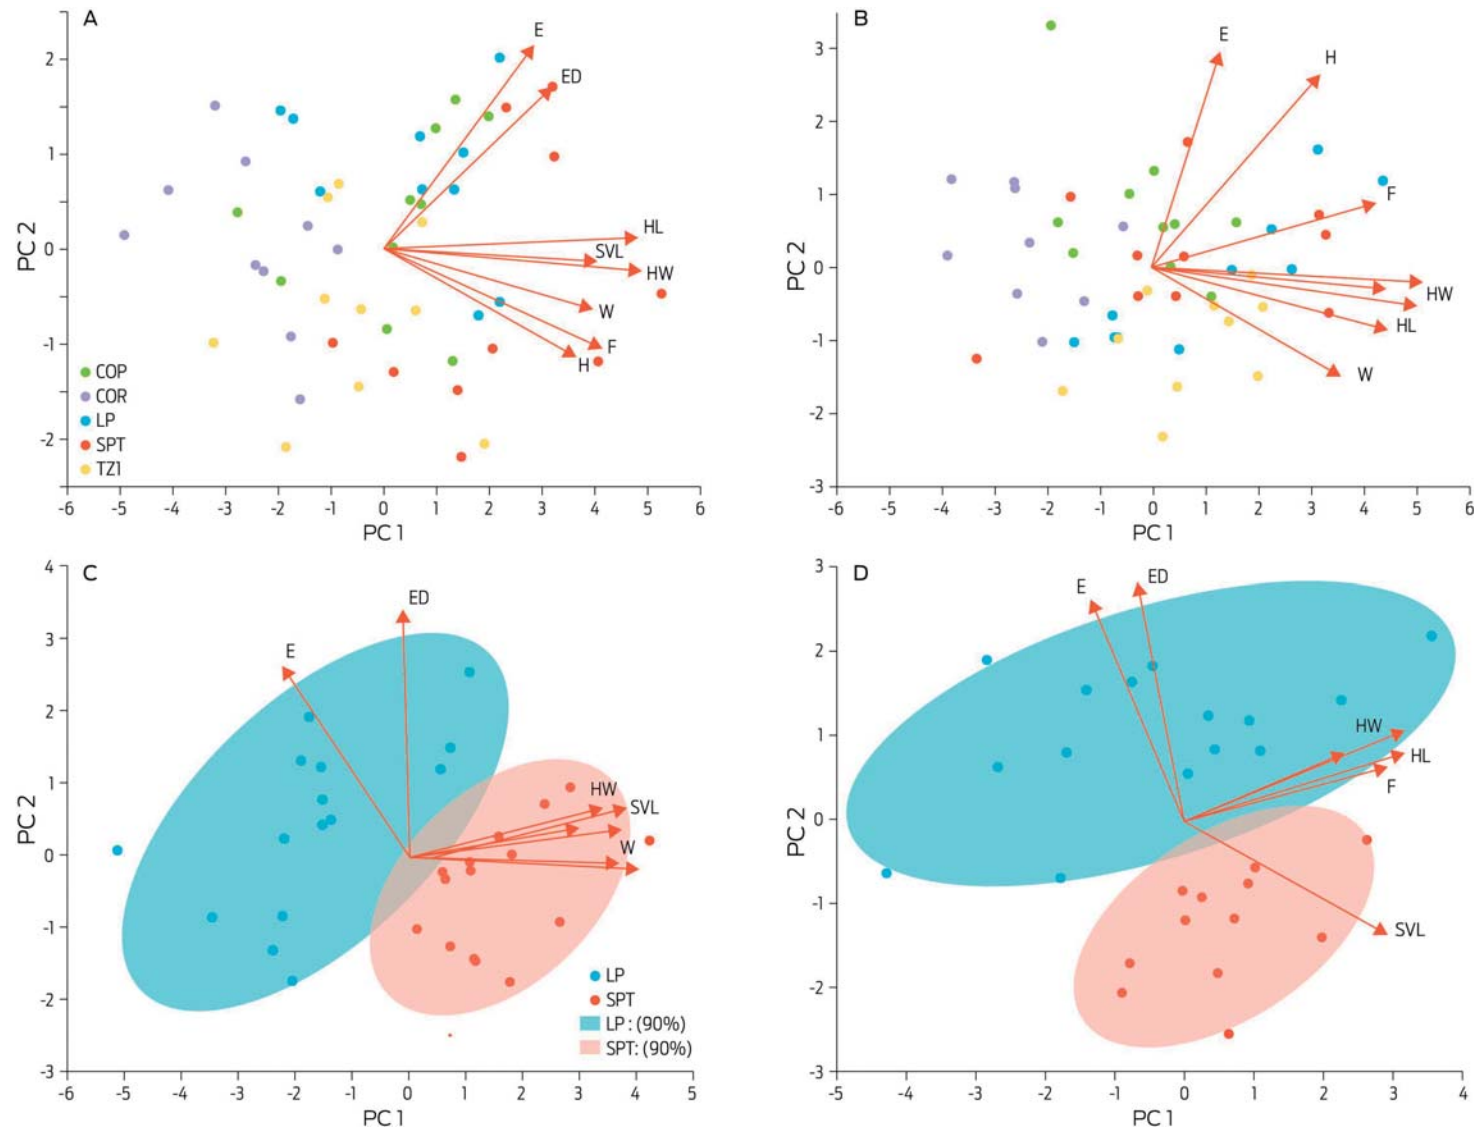 A
2
1
0
-1
-2
PC 2
E
ED
HL
SVL
HW
W
F
H
COP
COR
LP
SPT
TZ1
-6 -5 -4 -3 -2 -1 0 1 2 3 4 5 6
PC 1
B
3
2
1
0
-1
-2
-3
PC 2
E
H
F
HW
HL
W
-6 -5 -4 -3 -2 -1 0 1 2 3 4 5 6
PC 1
C
4
3
2
1
0
-1
-2
-3
PC 2
ED
E
HW
SVL
W
LP
SPT
LP : (90%)
SPT: (90%)
-6 -5 -4 -3 -2 -1 0 1 2 3 4 5
PC 1
D
3
2
1
0
-1
-2
-3
PC 2
E
ED
HW
HL
F
SVL
-5 -4 -3 -2 -1 0 1 2 3 4
PC 1